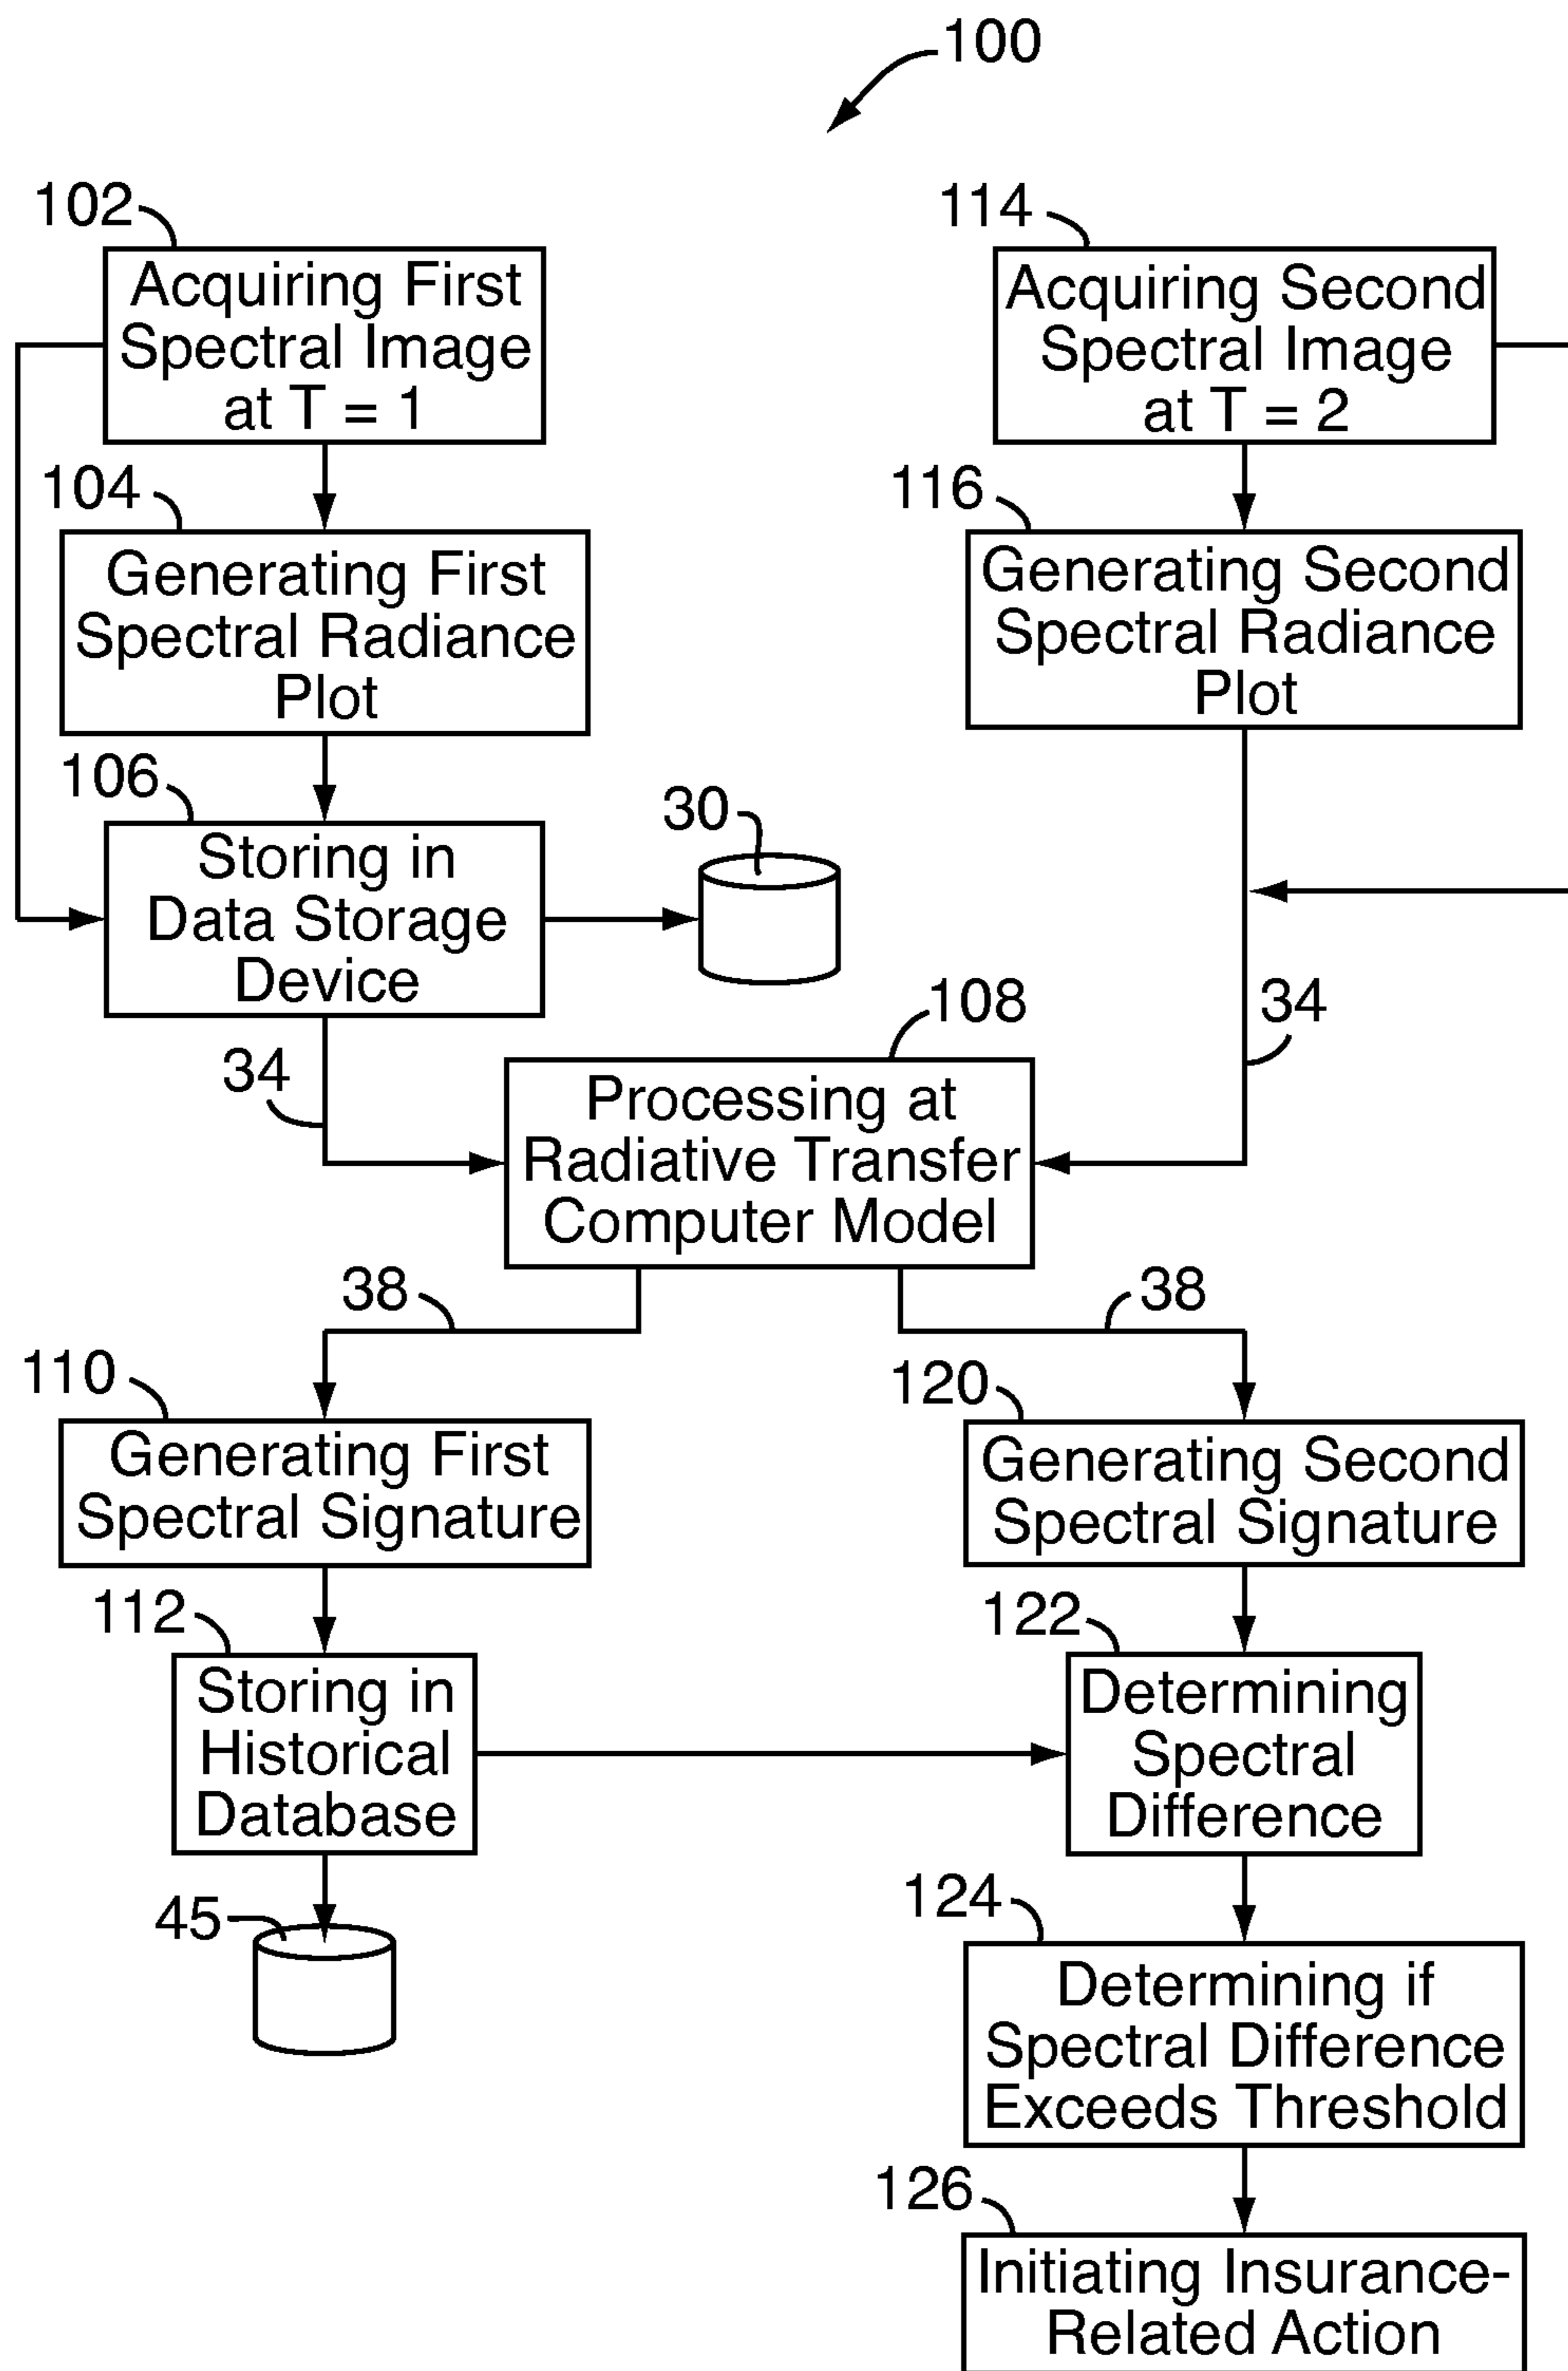 100
102
Acquiring First
Spectral Image
at T = 1
114
Acquiring Second
Spectral Image
at T = 2
104
Generating First
Spectral Radiance
Plot
116
Generating Second
Spectral Radiance
Plot
106
Storing in
Data Storage
Device
30
34
108
Processing at
Radiative Transfer
Computer Model
34
38
38
110
Generating First
Spectral Signature
120
Generating Second
Spectral Signature
112
Storing in
Historical
Database
122
Determining
Spectral
Difference
45
124
Determining if
Spectral Difference
Exceeds Threshold
126
Initiating Insurance-
Related Action